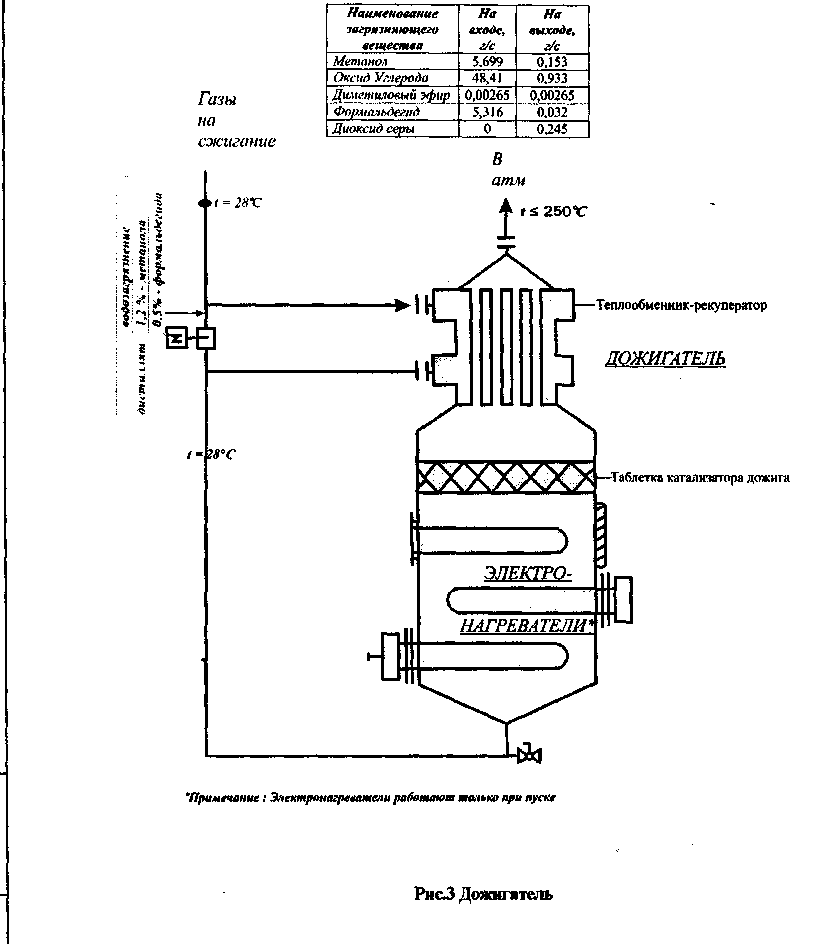 Наименование загрязняющего вещества | На входе, г/с | На выходе, г/с
Метанол | 5,699 | 0,153
Оксид Углерода | 48,41 | 0,933
Диметиловый эфир | 0,00265 | 0,00265
Формальдегид | 5,316 | 0,032
Диоксид серы | 0 | 0,245
Газы
на
сжигание
В
атм
t = 28°C
t ≤ 250°C
водозагрязнение
дистиллят 1,2 % - метанола
0,5% - формальдегида
Теплообменник-рекуператор
N
ДОЖИГАТЕЛЬ
t = 28°C
Таблетка катализатора дожига
ЭЛЕКТРО-
НАГРЕВАТЕЛИ*
*Примечание : Электронагреватели работают только при пуске
Рис.3 Дожигатель